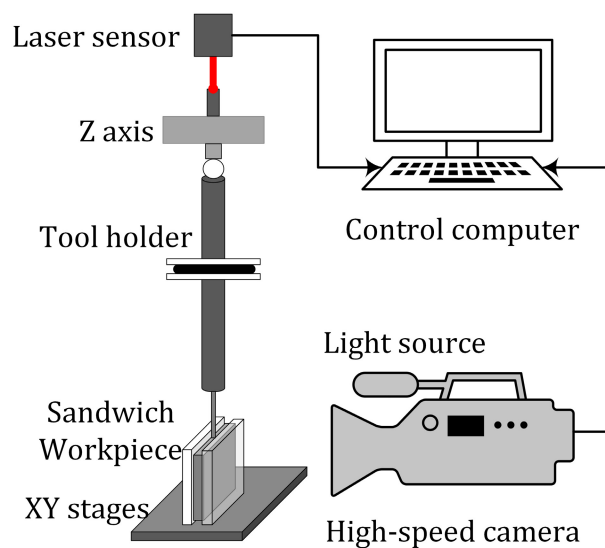 Laser sensor
Z axis
Tool holder
Control computer
Light source
Sandwich
Workpiece
XY stages
High-speed camera